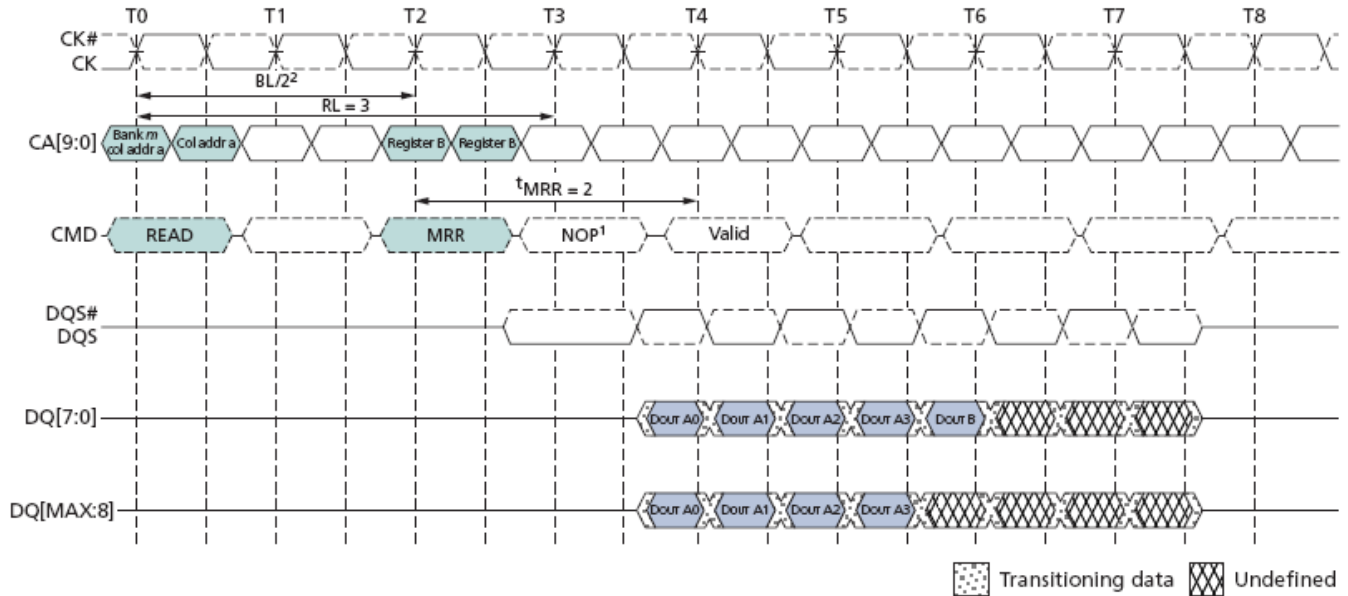 T0 T1 T2 T3 T4 T5 T6 T7 T8
CK#
CK
BL/2²
RL = 3
CA[9:0] Bank m col addr a Col addr a Register B Register B
tMRR = 2
CMD READ MRR NOP¹ Valid
DQS#
DQS
DQ[7:0] DOUT A0 DOUT A1 DOUT A2 DOUT A3 DOUT B
DQ[MAX:8] DOUT A0 DOUT A1 DOUT A2 DOUT A3
Transitioning data Undefined